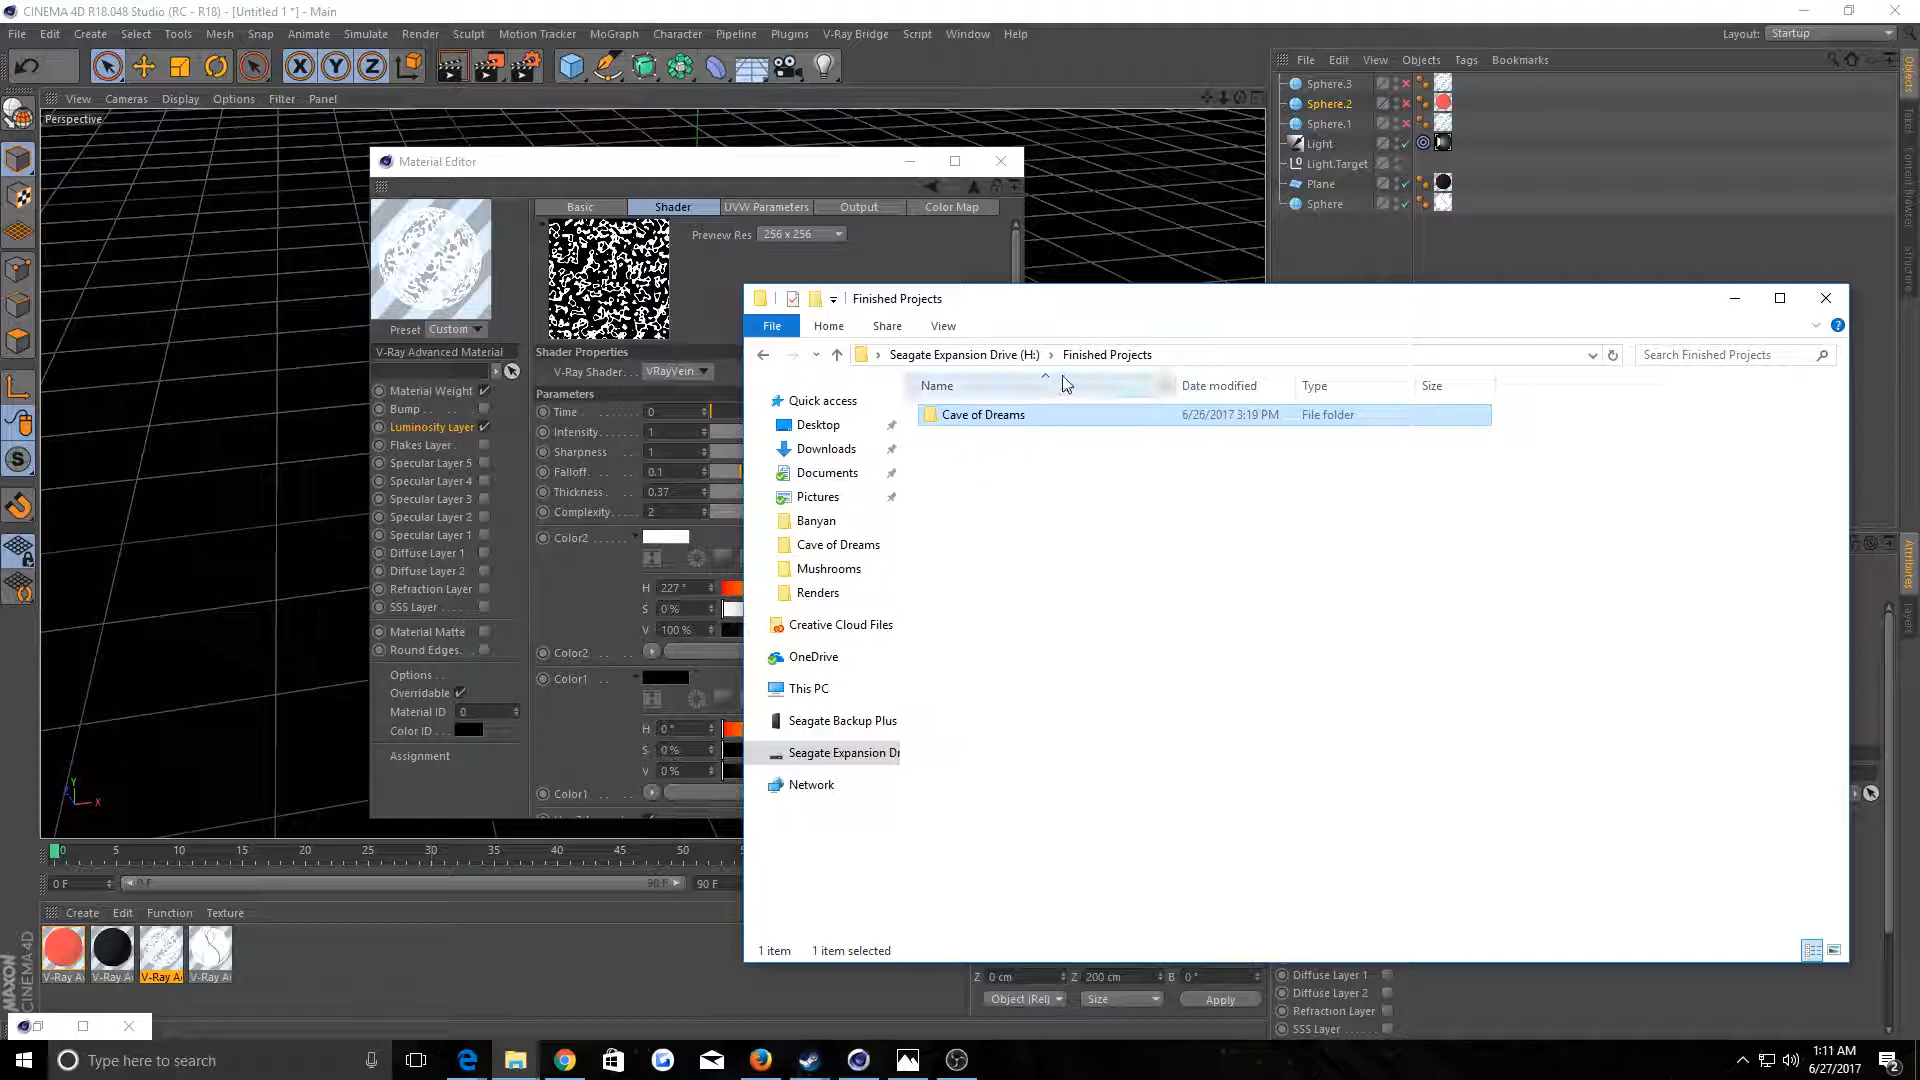 CINEMA 4D R18.048 Studio (RC - R18) - [Untitled 1 *] - Main
File Edit Create Select Tools Mesh Snap Animate Simulate Render Sculpt Motion Tracker MoGraph Character Pipeline Plugins V-Ray Bridge Script Window Help
Layout: Startup
File Edit View Objects Tags Bookmarks
View Cameras Display Options Filter Panel
Perspective
Sphere.3
Sphere.2
Sphere.1
Light
Light.Target
Plane
Sphere
Objects
Takes
Content Browser
Structure
Attributes
Layers
Material Editor
Basic Shader UVW Parameters Output Color Map
Preview Res 256 x 256
Preset Custom
V-Ray Advanced Material
Material Weight
Bump
Luminosity Layer
Flakes Layer
Specular Layer 5
Specular Layer 4
Specular Layer 3
Specular Layer 2
Specular Layer 1
Diffuse Layer 1
Diffuse Layer 2
Refraction Layer
SSS Layer
Material Matte
Round Edges.
Options . .
Overridable
Material ID 0
Color ID . . .
Assignment
Shader Properties
V-Ray Shader. VRayVein
Parameters
Time 0
Intensity 1
Sharpness 1
Falloff 0.1
Thickness 0.37
Complexity 2
Color2
H 227 °
S 0 %
V 100 %
Color2
Color1
H 0 °
S 0 %
V 0 %
Color1
Finished Projects
File Home Share View
Seagate Expansion Drive (H:) Finished Projects
Search Finished Projects
Name Date modified Type Size
Cave of Dreams 6/26/2017 3:19 PM File folder
Quick access
Desktop
Downloads
Documents
Pictures
Banyan
Cave of Dreams
Mushrooms
Renders
Creative Cloud Files
OneDrive
This PC
Seagate Backup Plus
Seagate Expansion Dr
Network
1 item 1 item selected
0 5 10 15 20 25 30 35 40 45 50
0 F 0 F 90 F 90 F
Create Edit Function Texture
V-Ray A V-Ray A V-Ray A V-Ray A
MAXON
CINEMA 4D
Z 0 cm Z 200 cm B 0 °
Object (Rel) Size Apply
Diffuse Layer 1
Diffuse Layer 2
Refraction Layer
SSS Layer
Type here to search
1:11 AM
6/27/2017
2